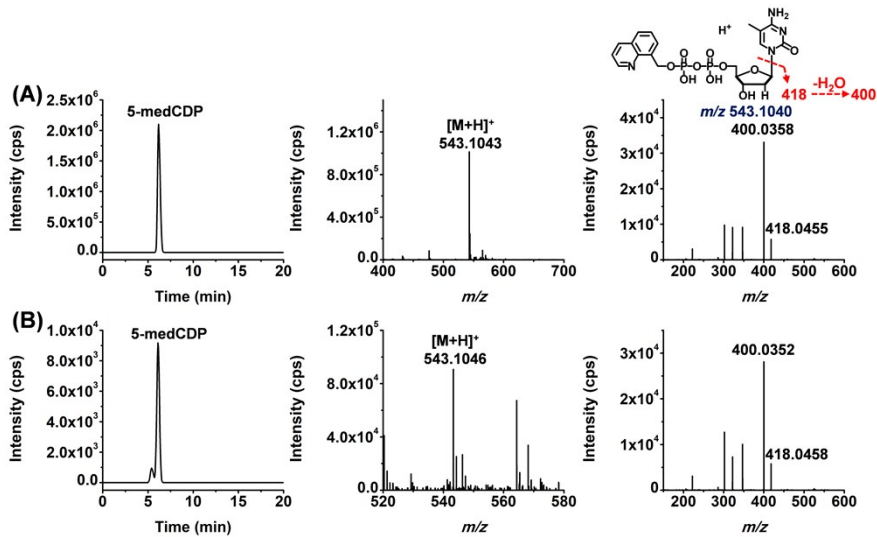 NH₂
H⁺
N
N
O
N
O
O
O
P
O
P
O
OH
OH
O
OH H
418
-H₂O
400
m/z 543.1040
(A)
5-medCDP
2.5x10⁶
2.0x10⁶
1.5x10⁶
1.0x10⁶
5.0x10⁵
0.0
Intensity (cps)
0 5 10 15 20
Time (min)
[M+H]⁺
543.1043
1.2x10⁶
8.0x10⁵
4.0x10⁵
0.0
Intensity (cps)
400 500 600 700
m/z
400.0358
418.0455
4x10⁴
3x10⁴
2x10⁴
1x10⁴
0
Intensity (cps)
200 300 400 500 600
m/z
(B)
5-medCDP
1.0x10⁴
8.0x10³
6.0x10³
4.0x10³
2.0x10³
0.0
Intensity (cps)
0 5 10 15 20
Time (min)
[M+H]⁺
543.1046
1.2x10⁵
8.0x10⁴
4.0x10⁴
0.0
Intensity (cps)
520 540 560 580
m/z
400.0352
418.0458
3x10⁴
2x10⁴
1x10⁴
0
Intensity (cps)
200 300 400 500 600
m/z